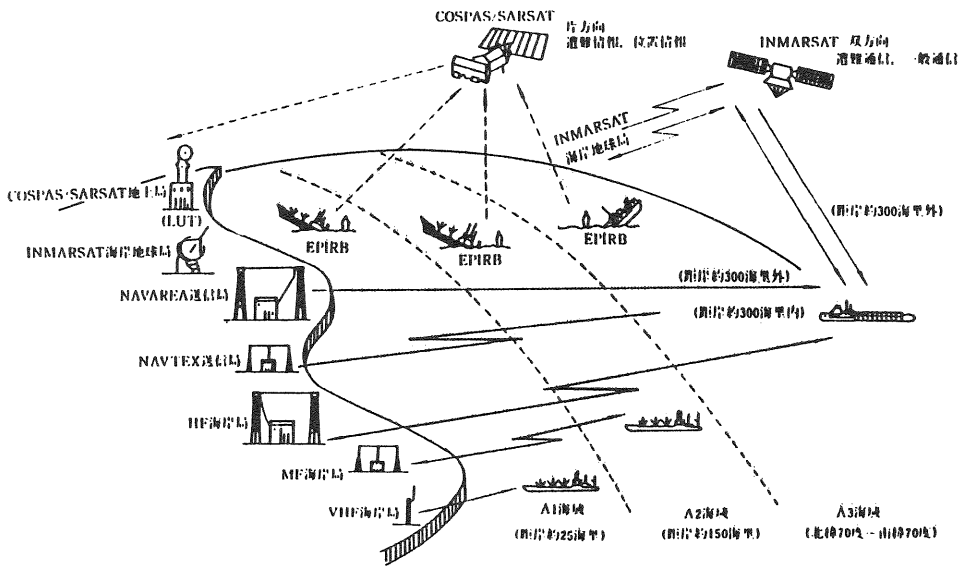 COSPAS/SARSAT
片方向
遭難情報，位置情報
INMARSAT 双方向
遭難通信，一般通信
INMARSAT
海岸地球局
COSPAS/SARSAT地上局
(LUT)
(距岸約300海里外)
EPIRB
EPIRB
EPIRB
INMARSAT海岸地球局
(距岸約300海里外)
NAVAREA送信局
(距岸約300海里内)
NAVTEX送信局
HF海岸局
MF海岸局
VHF海岸局
A1海域
(距岸約25海里)
A2海域
(距岸約150海里)
A3海域
(北緯70度~南緯70度)